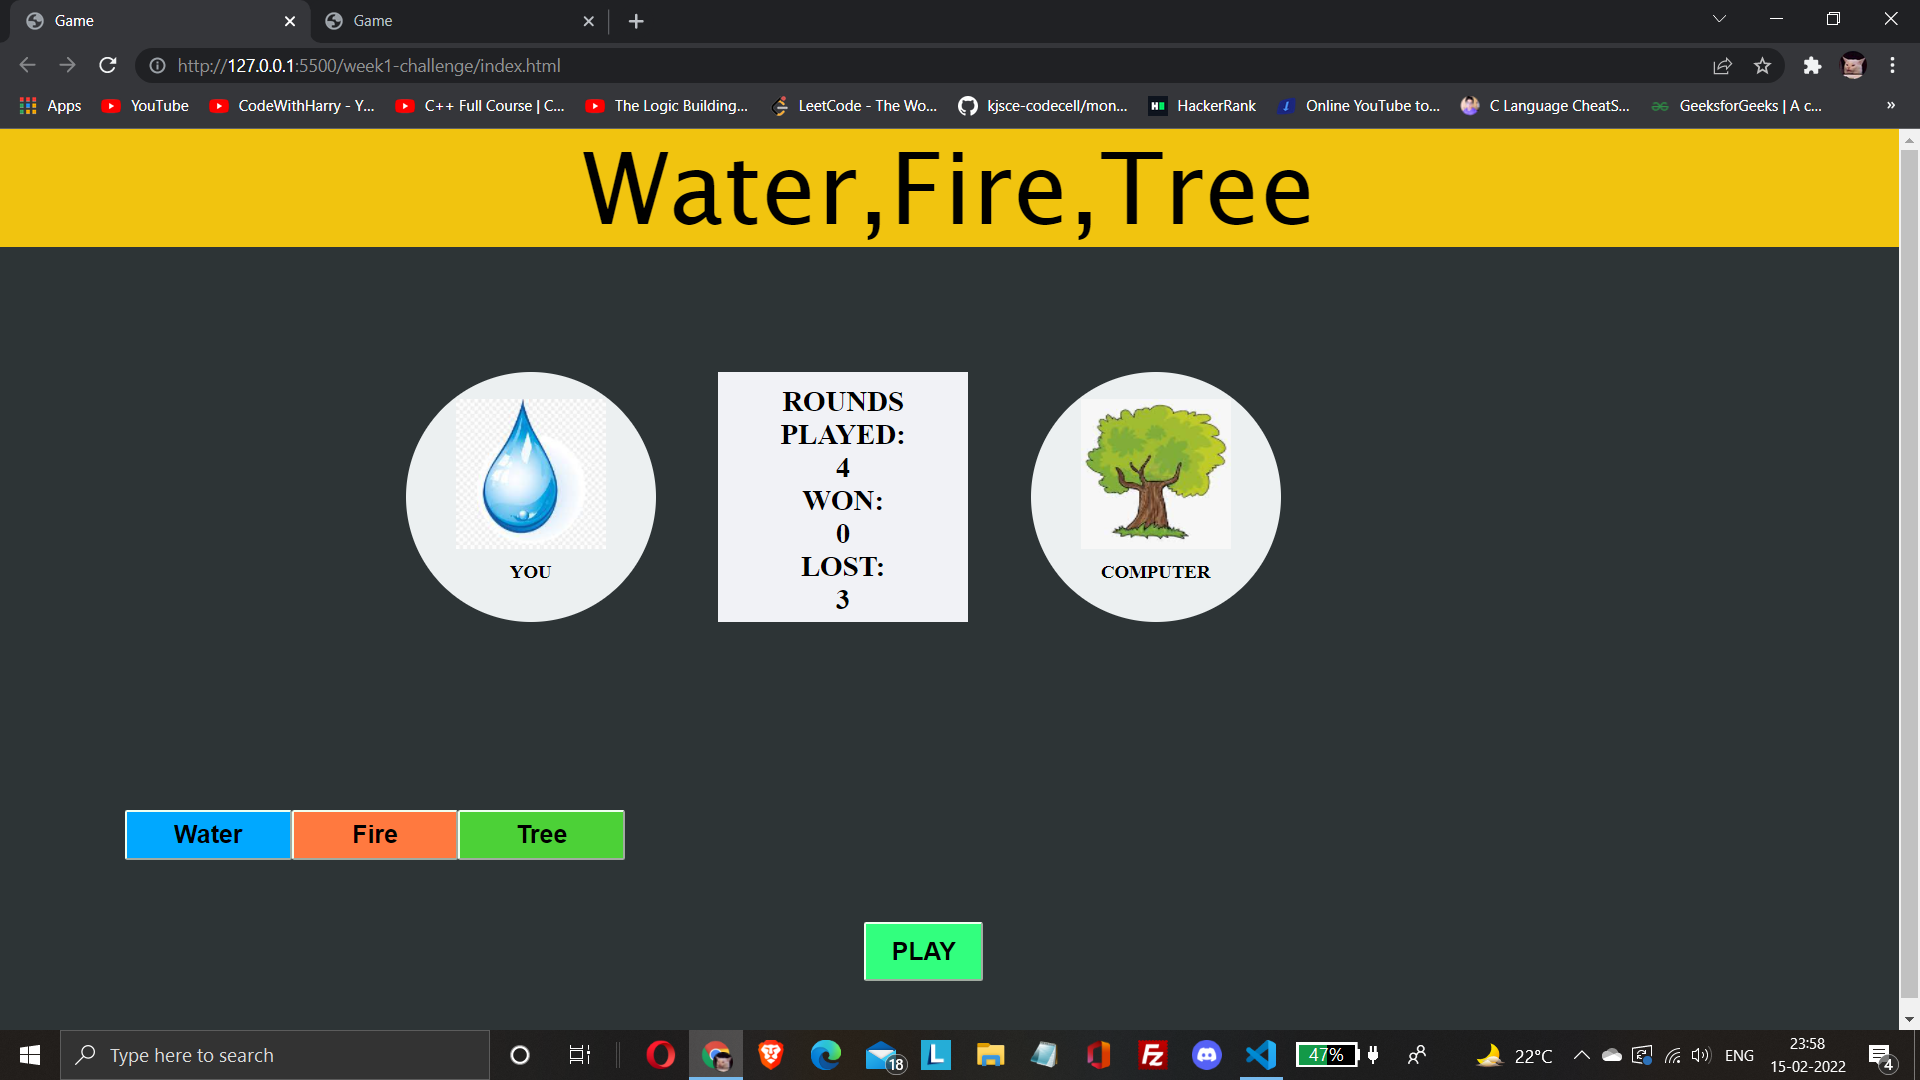 Game
Game
http://127.0.0.1:5500/week1-challenge/index.html
Apps
YouTube
CodeWithHarry - Y...
C++ Full Course | C...
The Logic Building...
LeetCode - The Wo...
kjsce-codecell/mon...
HackerRank
Online YouTube to...
C Language CheatS...
GeeksforGeeks | A c...
»
Water,Fire,Tree
YOU
ROUNDS
PLAYED:
4
WON:
0
LOST:
3
COMPUTER
Water
Fire
Tree
PLAY
Type here to search
18
L
Fz
47%
22°C
ENG
23:58
15-02-2022
4